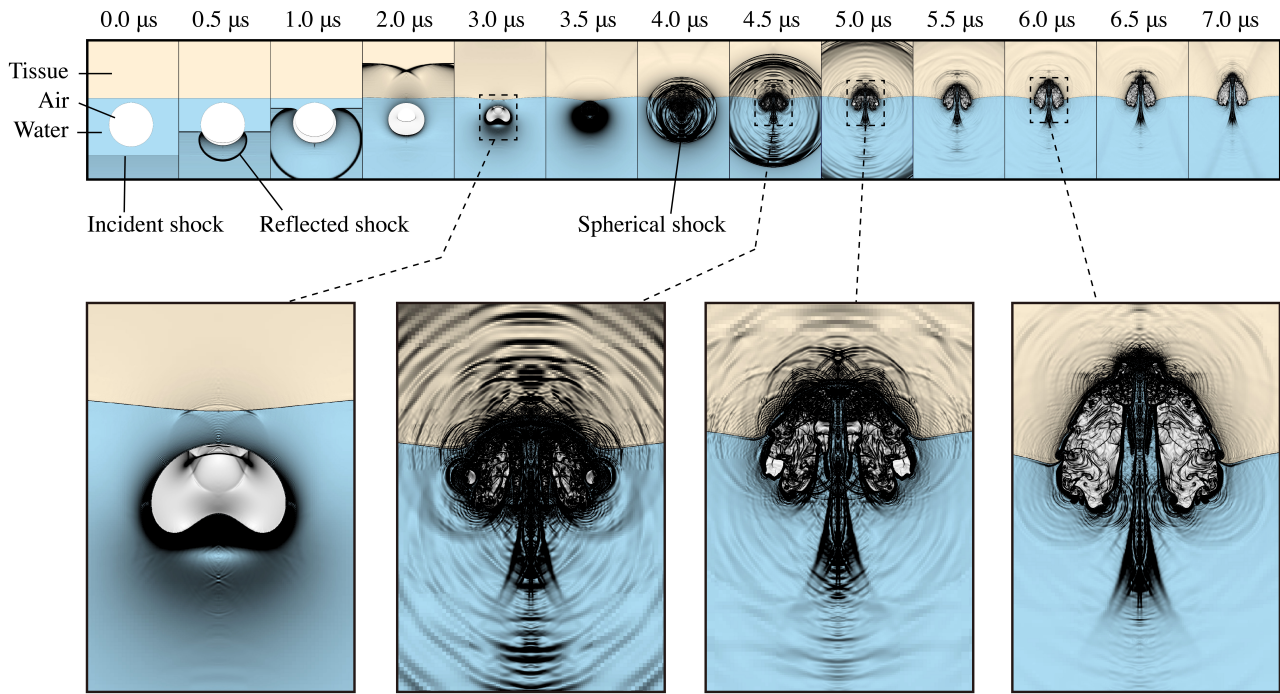 0.0 µs 0.5 µs 1.0 µs 2.0 µs 3.0 µs 3.5 µs 4.0 µs 4.5 µs 5.0 µs 5.5 µs 6.0 µs 6.5 µs 7.0 µs
Tissue
Air
Water
Incident shock Reflected shock Spherical shock